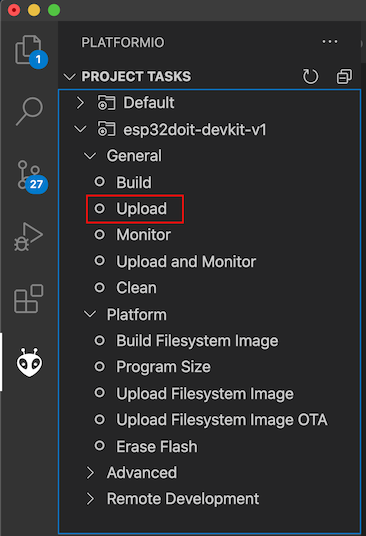 PLATFORMIO
PROJECT TASKS
1
Default
esp32doit-devkit-v1
General
Build
27
Upload
Monitor
Upload and Monitor
Clean
Platform
Build Filesystem Image
Program Size
Upload Filesystem Image
Upload Filesystem Image OTA
Erase Flash
Advanced
Remote Development